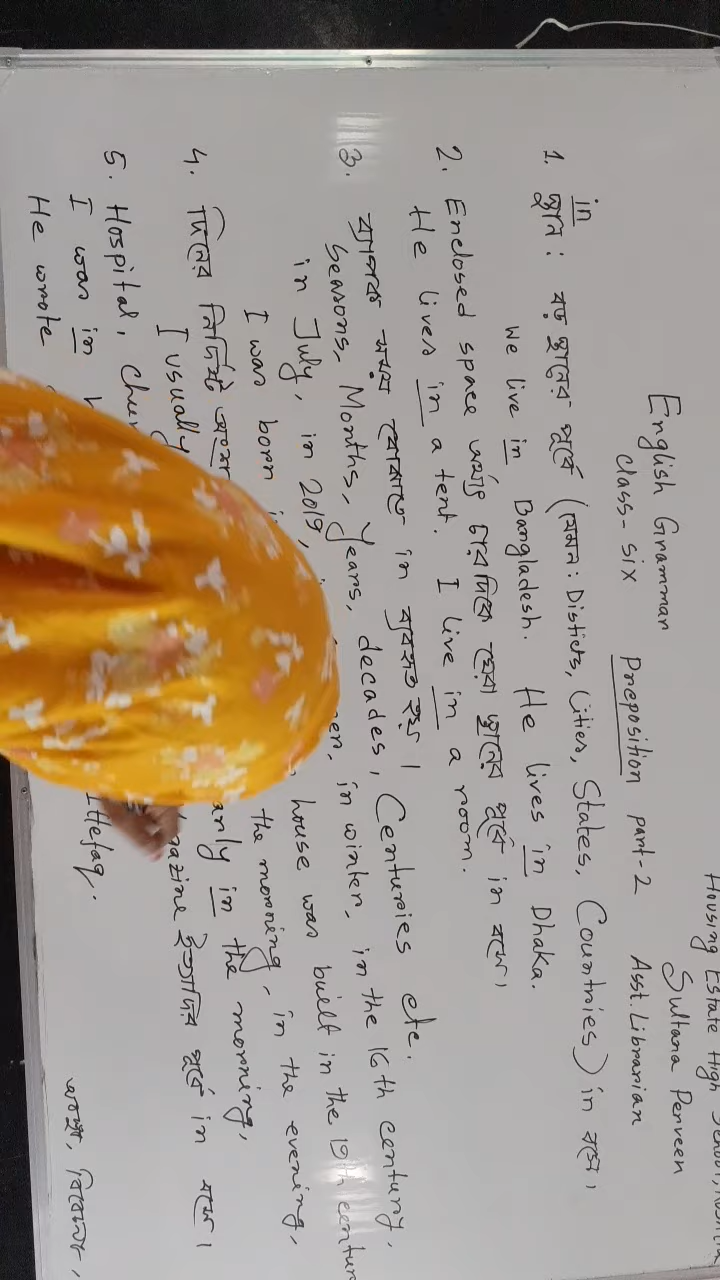 Housing Estate High School,
Sultana Perveen
Asst. Librarian
English Grammar
Class-six Preposition part-2
in
1. স্থান : বড় স্থানের পূর্বে (যেমন: Disticts, Cities, States, Countries) in বসে।
We live in Bangladesh. He lives in Dhaka.
2. Enclosed space অর্থাৎ চারদিকে ঘেরা স্থানের পূর্বে in বসে।
He lives in a tent. I live in a room.
3. ব্যাপক সময় বোঝাতে in ব্যবহৃত হয়।
Seasons, Months, Years, decades, Centuries etc.
in July, in 2019, in winter, in the 16th century,
I was born house was built in the 19th
4. দিনের নির্দিষ্ট the morning, in the evening,
I usually in the morning,
5. Hospital, ইত্যাদির পূর্বে in বসে।
I was in
He wrote Ittefaq.